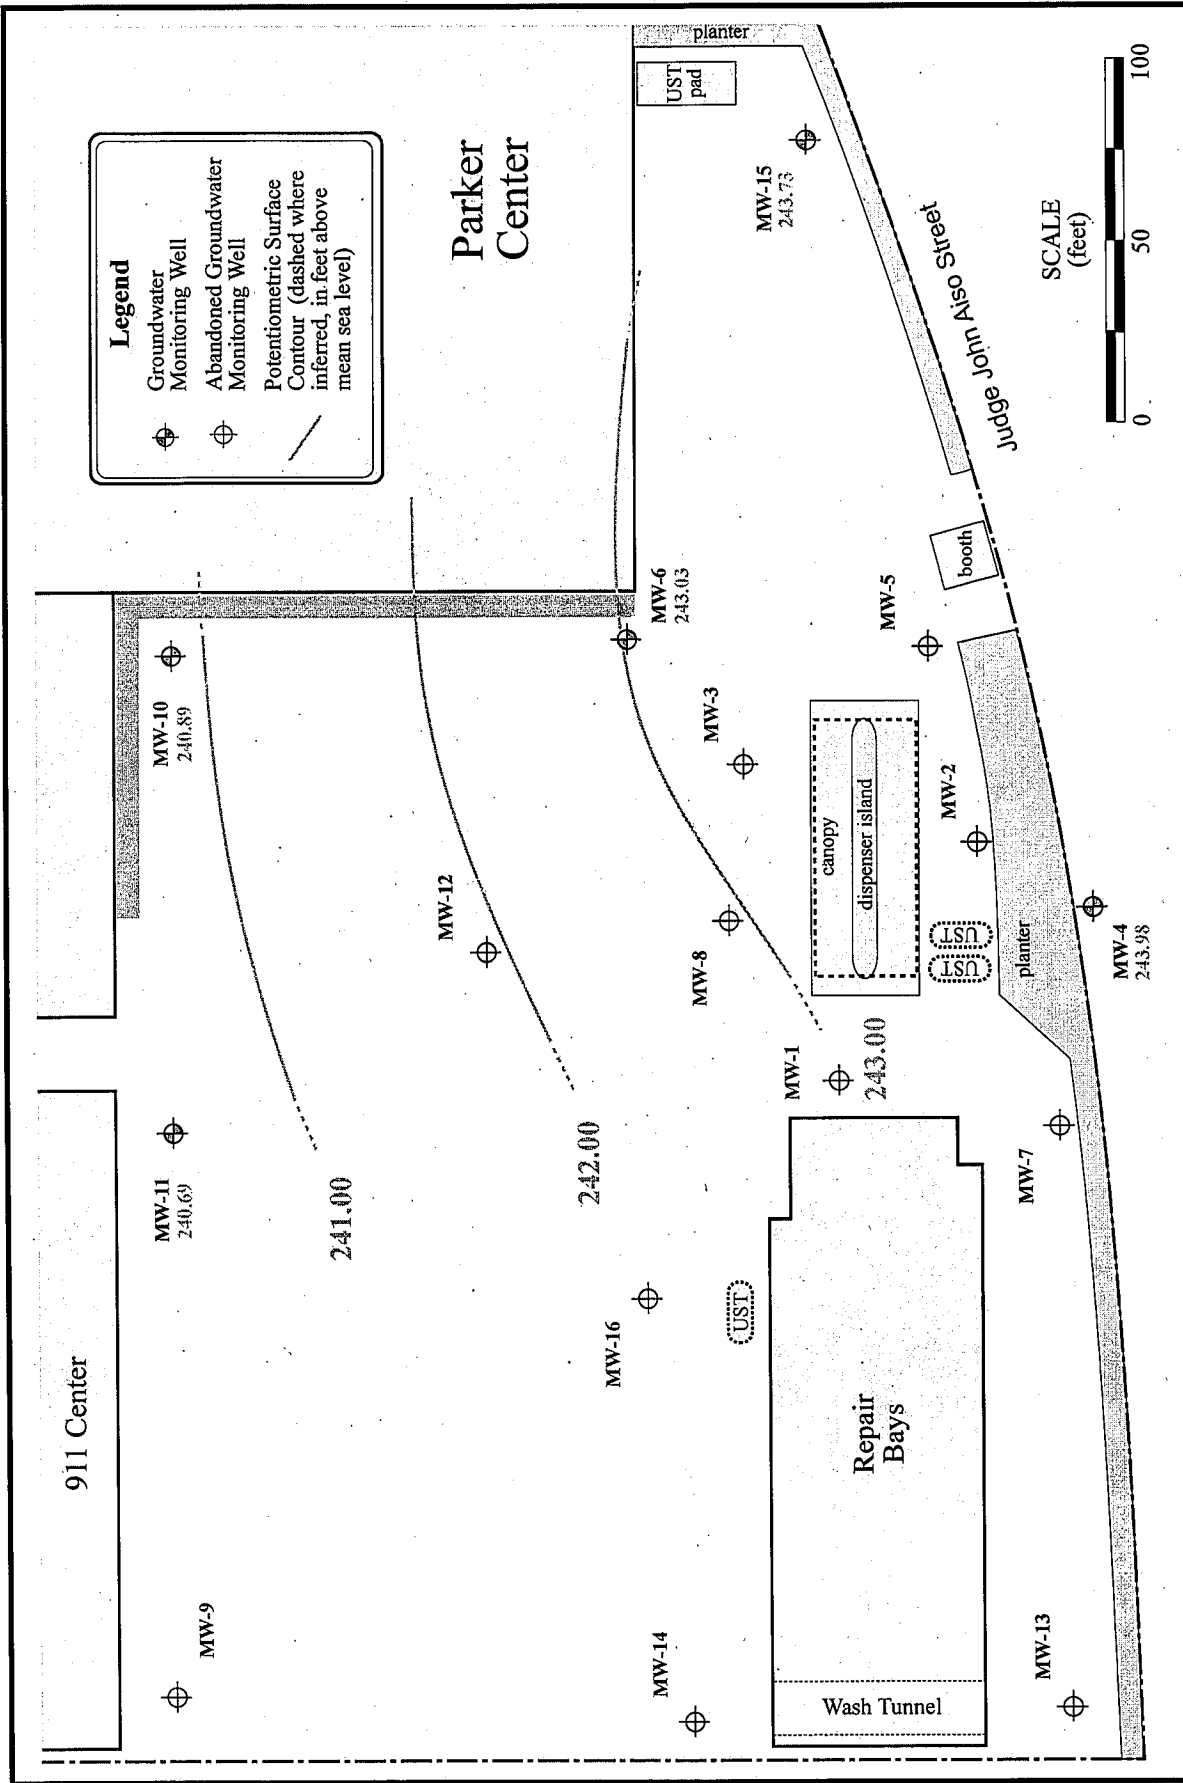 911 Center
Legend
Groundwater
Monitoring Well
Abandoned Groundwater
Monitoring Well
Potentiometric Surface
Contour (dashed where
inferred, in feet above
mean sea level)
Parker
Center
planter
UST
pad
MW-9
MW-11
240.69
MW-10
240.89
241.00
MW-12
242.00
MW-6
243.03
MW-15
243.73
MW-14
MW-16
UST
MW-8
MW-3
MW-1
243.00
canopy
dispenser island
MW-5
booth
Judge John Aiso Street
Wash Tunnel
Repair
Bays
UST
UST
MW-2
planter
MW-13
MW-7
MW-4
243.98
SCALE
(feet)
0
50
100